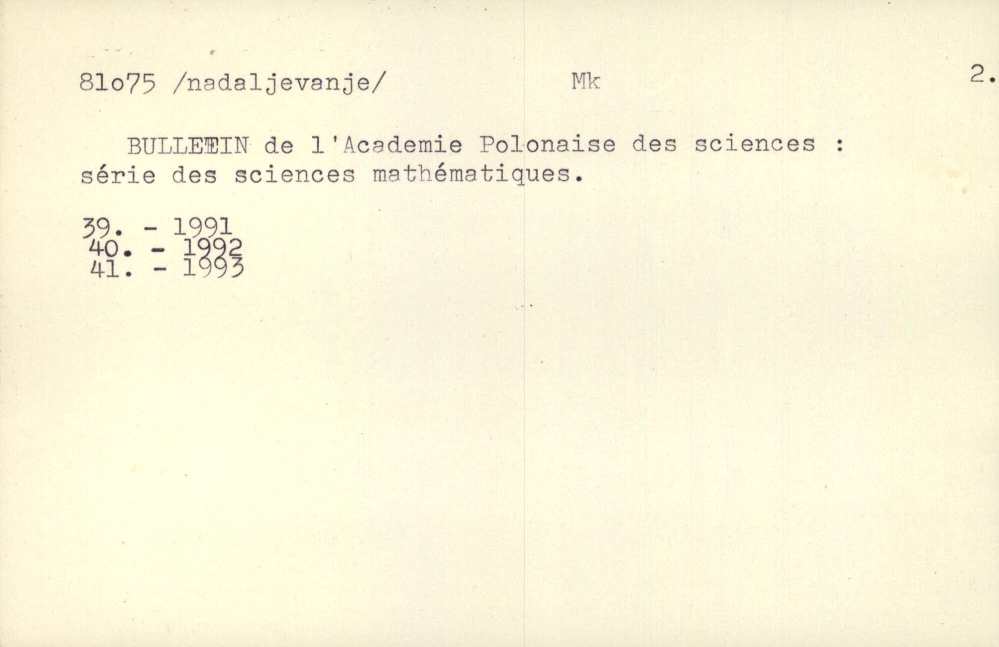 81o75 /nadaljevanje/ Mk 2.
BULLETIN de l'Academie Polonaise des sciences :
série des sciences mathématiques.
39. - 1991
40. - 1992
41. - 1993